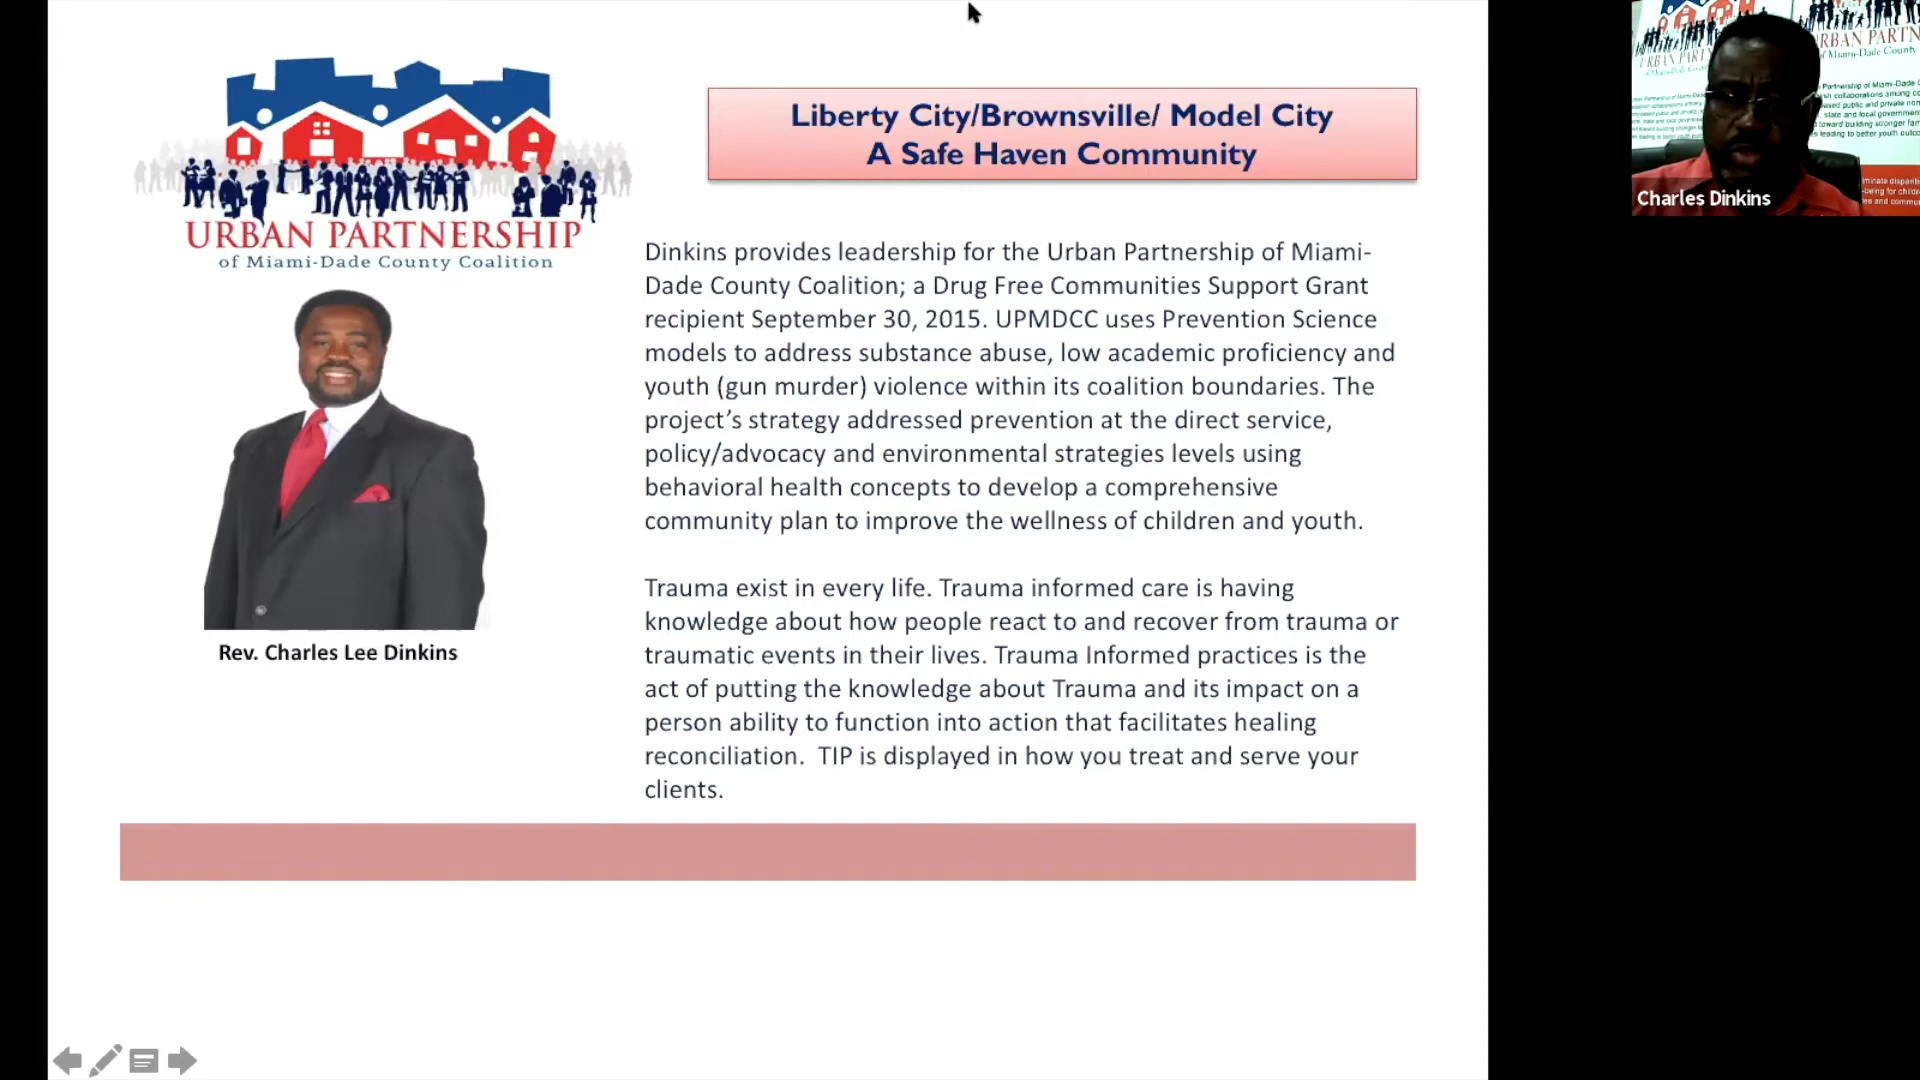 URBAN PARTNERSHIP
of Miami-Dade County Coalition
Rev. Charles Lee Dinkins
Liberty City/Brownsville/ Model City
A Safe Haven Community
Dinkins provides leadership for the Urban Partnership of Miami-
Dade County Coalition; a Drug Free Communities Support Grant
recipient September 30, 2015. UPMDCC uses Prevention Science
models to address substance abuse, low academic proficiency and
youth (gun murder) violence within its coalition boundaries. The
project’s strategy addressed prevention at the direct service,
policy/advocacy and environmental strategies levels using
behavioral health concepts to develop a comprehensive
community plan to improve the wellness of children and youth.
Trauma exist in every life. Trauma informed care is having
knowledge about how people react to and recover from trauma or
traumatic events in their lives. Trauma Informed practices is the
act of putting the knowledge about Trauma and its impact on a
person ability to function into action that facilitates healing
reconciliation.  TIP is displayed in how you treat and serve your
clients.
Charles Dinkins